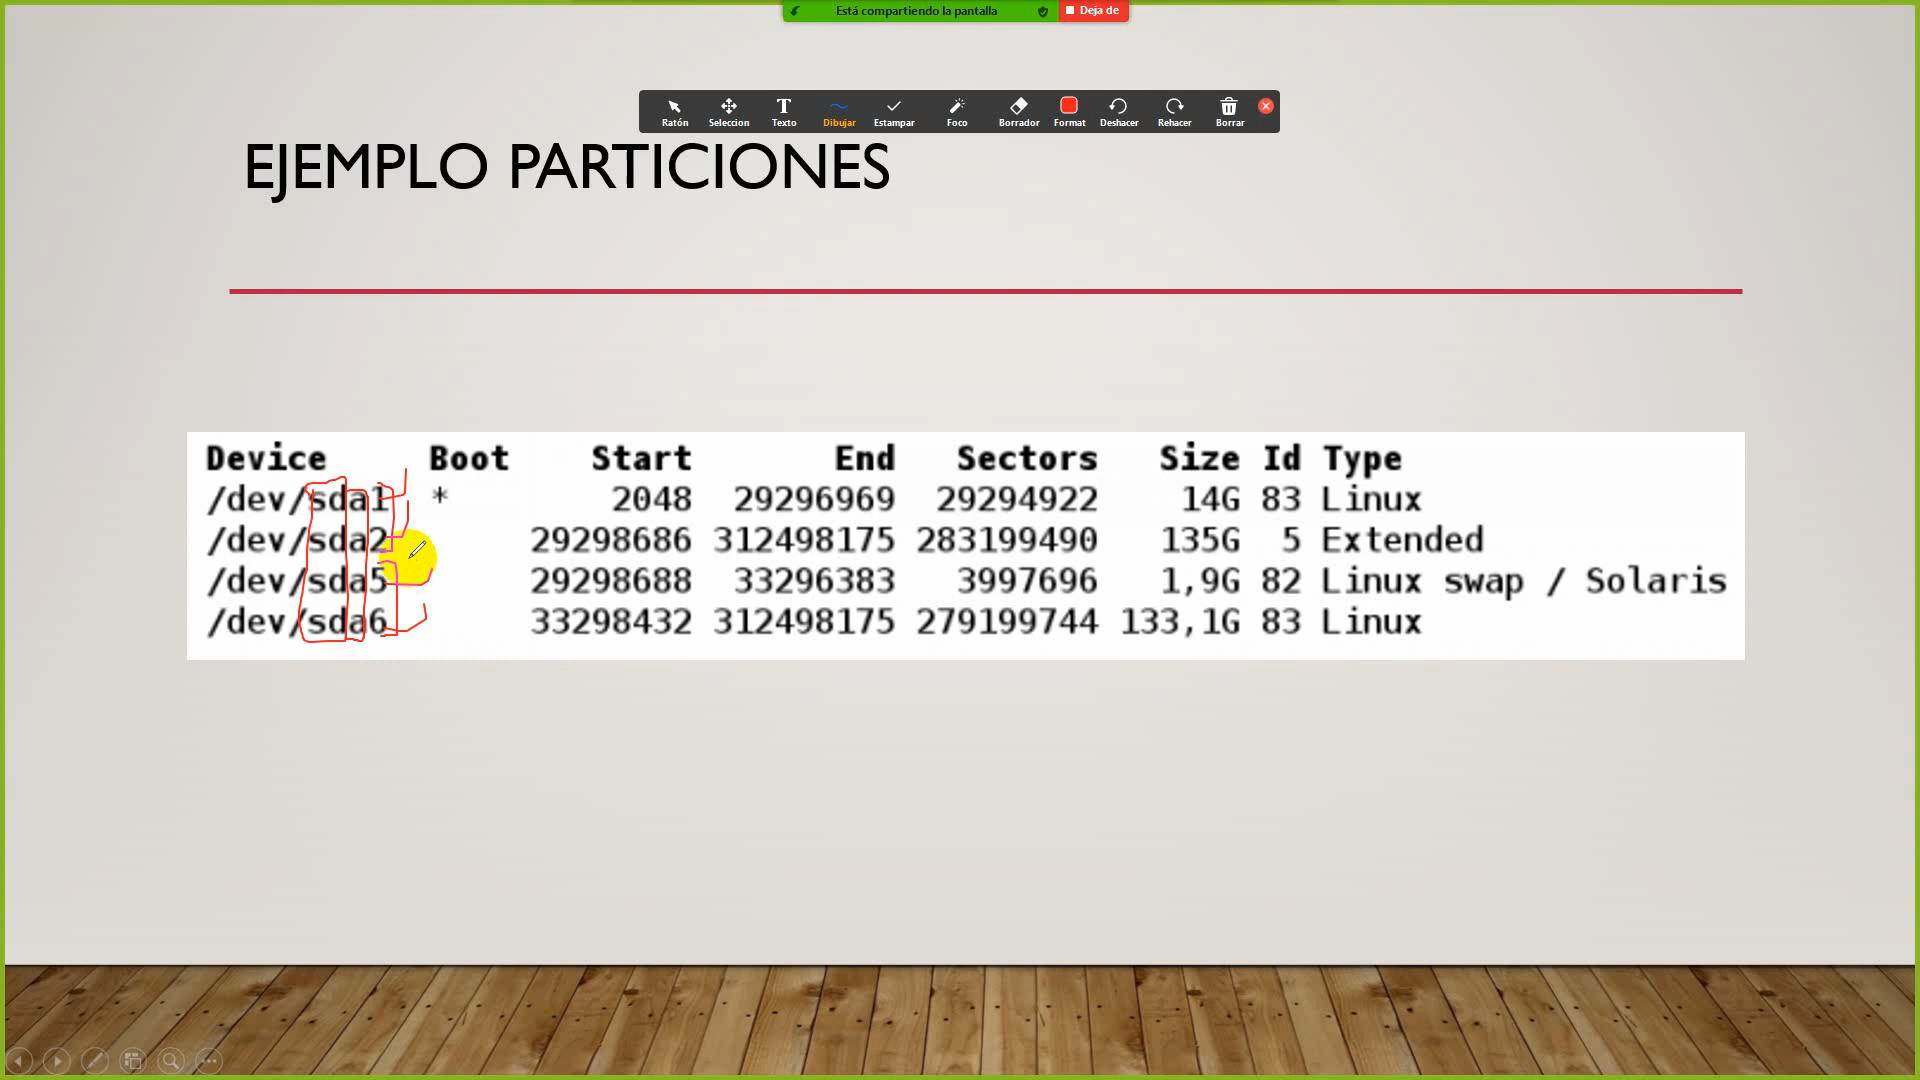 Está compartiendo la pantalla Deja de
Ratón Seleccion Texto Dibujar Estampar Foco Borrador Format Deshacer Rehacer Borrar
EJEMPLO PARTICIONES
Device Boot Start End Sectors Size Id Type
/dev/sda1 * 2048 29296969 29294922 14G 83 Linux
/dev/sda2 29298686 312498175 283199490 135G 5 Extended
/dev/sda5 29298688 33296383 3997696 1,9G 82 Linux swap / Solaris
/dev/sda6 33298432 312498175 279199744 133,1G 83 Linux